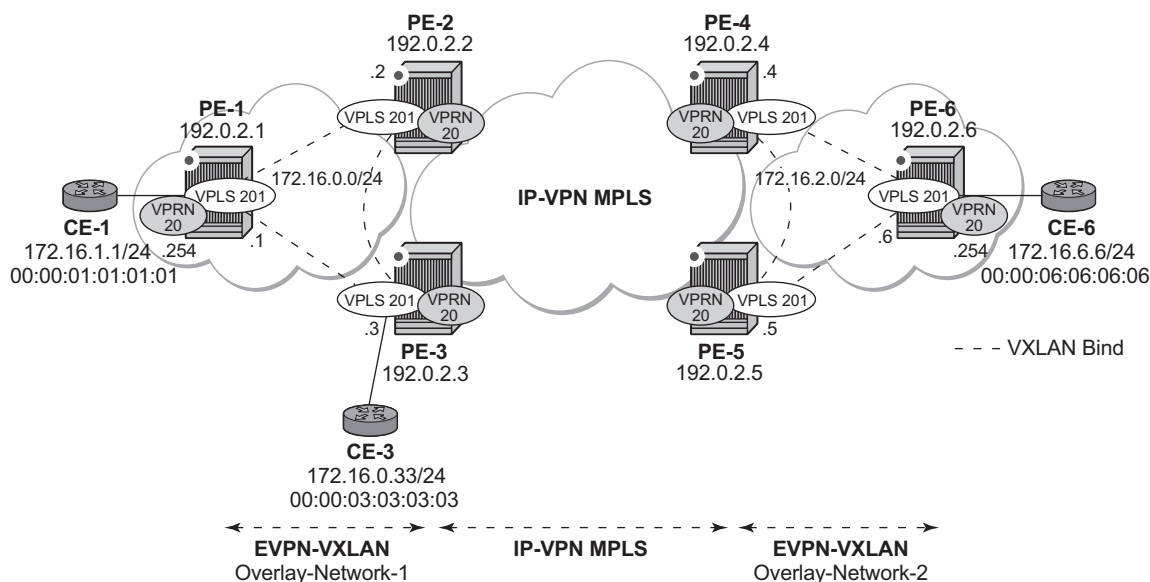 PE-2
192.0.2.2
.2
VPLS 201
VPRN
20
PE-4
192.0.2.4
.4
VPRN
20
VPLS 201
PE-1
192.0.2.1
VPLS 201
VPRN
20
.254
.1
172.16.0.0/24
CE-1
172.16.1.1/24
00:00:01:01:01:01
IP-VPN MPLS
PE-6
192.0.2.6
172.16.2.0/24
VPLS 201
VPRN
20
.6
.254
CE-6
172.16.6.6/24
00:00:06:06:06:06
VPLS 201
VPRN
20
.3
PE-3
192.0.2.3
VPRN
20
VPLS 201
.5
PE-5
192.0.2.5
VXLAN Bind
CE-3
172.16.0.33/24
00:00:03:03:03:03
EVPN-VXLAN
Overlay-Network-1
IP-VPN MPLS
EVPN-VXLAN
Overlay-Network-2